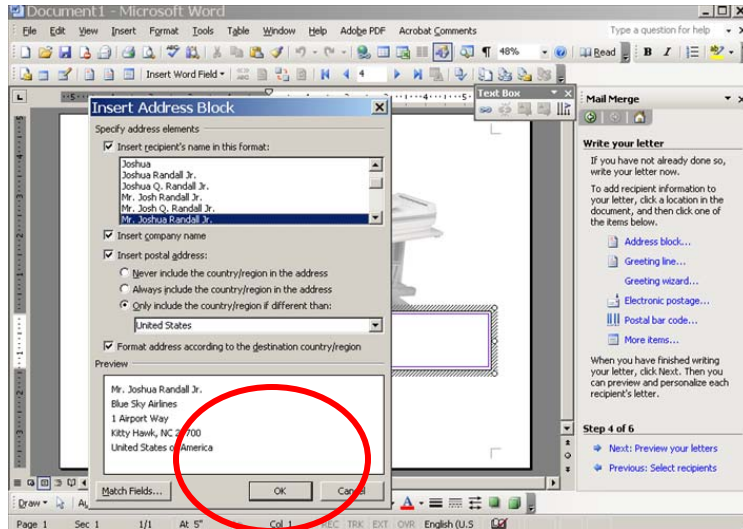 Document1 - Microsoft Word
File Edit View Insert Format Tools Table Window Help Adobe PDF Acrobat Comments
Type a question for help
48%
Read
B I
Insert Word Field
4
Text Box
Insert Address Block
Specify address elements
Insert recipient's name in this format:
Joshua
Joshua Randall Jr.
Joshua Q. Randall Jr.
Mr. Josh Randall Jr.
Mr. Josh Q. Randall Jr.
Mr. Joshua Randall Jr.
Insert company name
Insert postal address:
Never include the country/region in the address
Always include the country/region in the address
Only include the country/region if different than:
United States
Format address according to the destination country/region
Preview
Mr. Joshua Randall Jr.
Blue Sky Airlines
1 Airport Way
Kitty Hawk, NC 27700
United States of America
Match Fields...
OK
Cancel
Mail Merge
Write your letter
If you have not already done so,
write your letter now.
To add recipient information to
your letter, click a location in the
document, and then click one of
the items below.
Address block...
Greeting line...
Greeting wizard...
Electronic postage...
Postal bar code...
More items...
When you have finished writing
your letter, click Next. Then you
can preview and personalize each
recipient's letter.
Step 4 of 6
Next: Preview your letters
Previous: Select recipients
Draw
Page 1 Sec 1 1/1 At 5" Col 1 REC TRK EXT OVR English (U.S